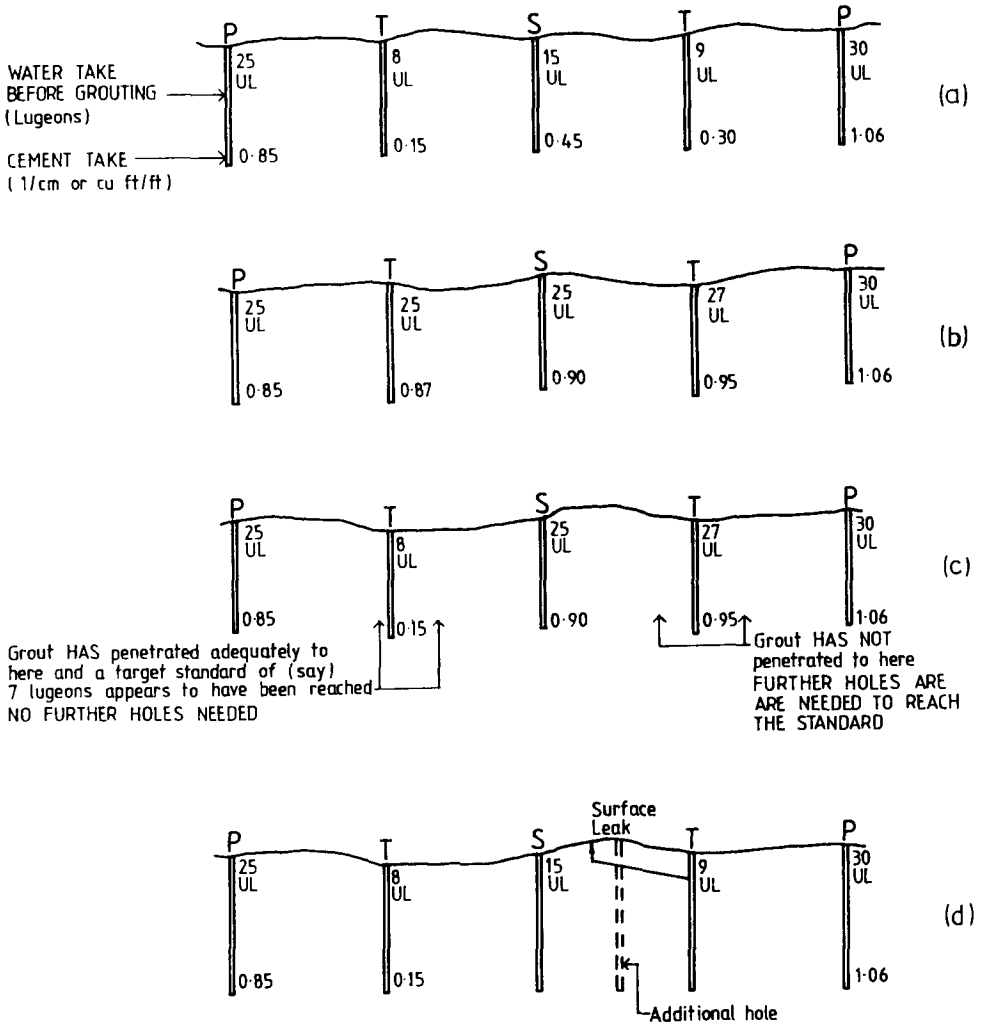 P
T
S
T
P
25
UL
8
UL
15
UL
9
UL
30
UL
WATER TAKE
BEFORE GROUTING
(Lugeons)
(a)
CEMENT TAKE
(1/cm or cu ft/ft)
0·85
0·15
0·45
0·30
1·06
P
T
S
T
P
25
UL
25
UL
25
UL
27
UL
30
UL
(b)
0·85
0·87
0·90
0·95
1·06
P
T
S
T
P
25
UL
8
UL
25
UL
27
UL
30
UL
(c)
0·85
0·15
0·90
0·95
1·06
Grout HAS penetrated adequately to
here and a target standard of (say)
7 lugeons appears to have been reached
NO FURTHER HOLES NEEDED
Grout HAS NOT
penetrated to here
FURTHER HOLES ARE
ARE NEEDED TO REACH
THE STANDARD
Surface
Leak
P
T
S
T
P
25
UL
8
UL
15
UL
9
UL
30
UL
(d)
0·85
0·15
1·06
Additional hole